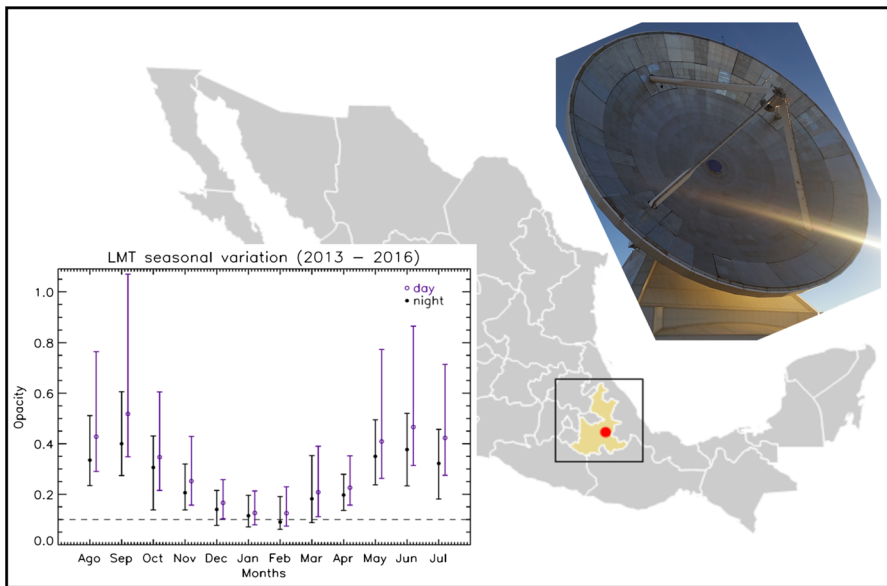 LMT seasonal variation (2013 – 2016)
day
night
1.0
0.8
0.6
0.4
0.2
0.0
Opacity
Ago Sep Oct Nov Dec Jan Feb Mar Apr May Jun Jul
Months